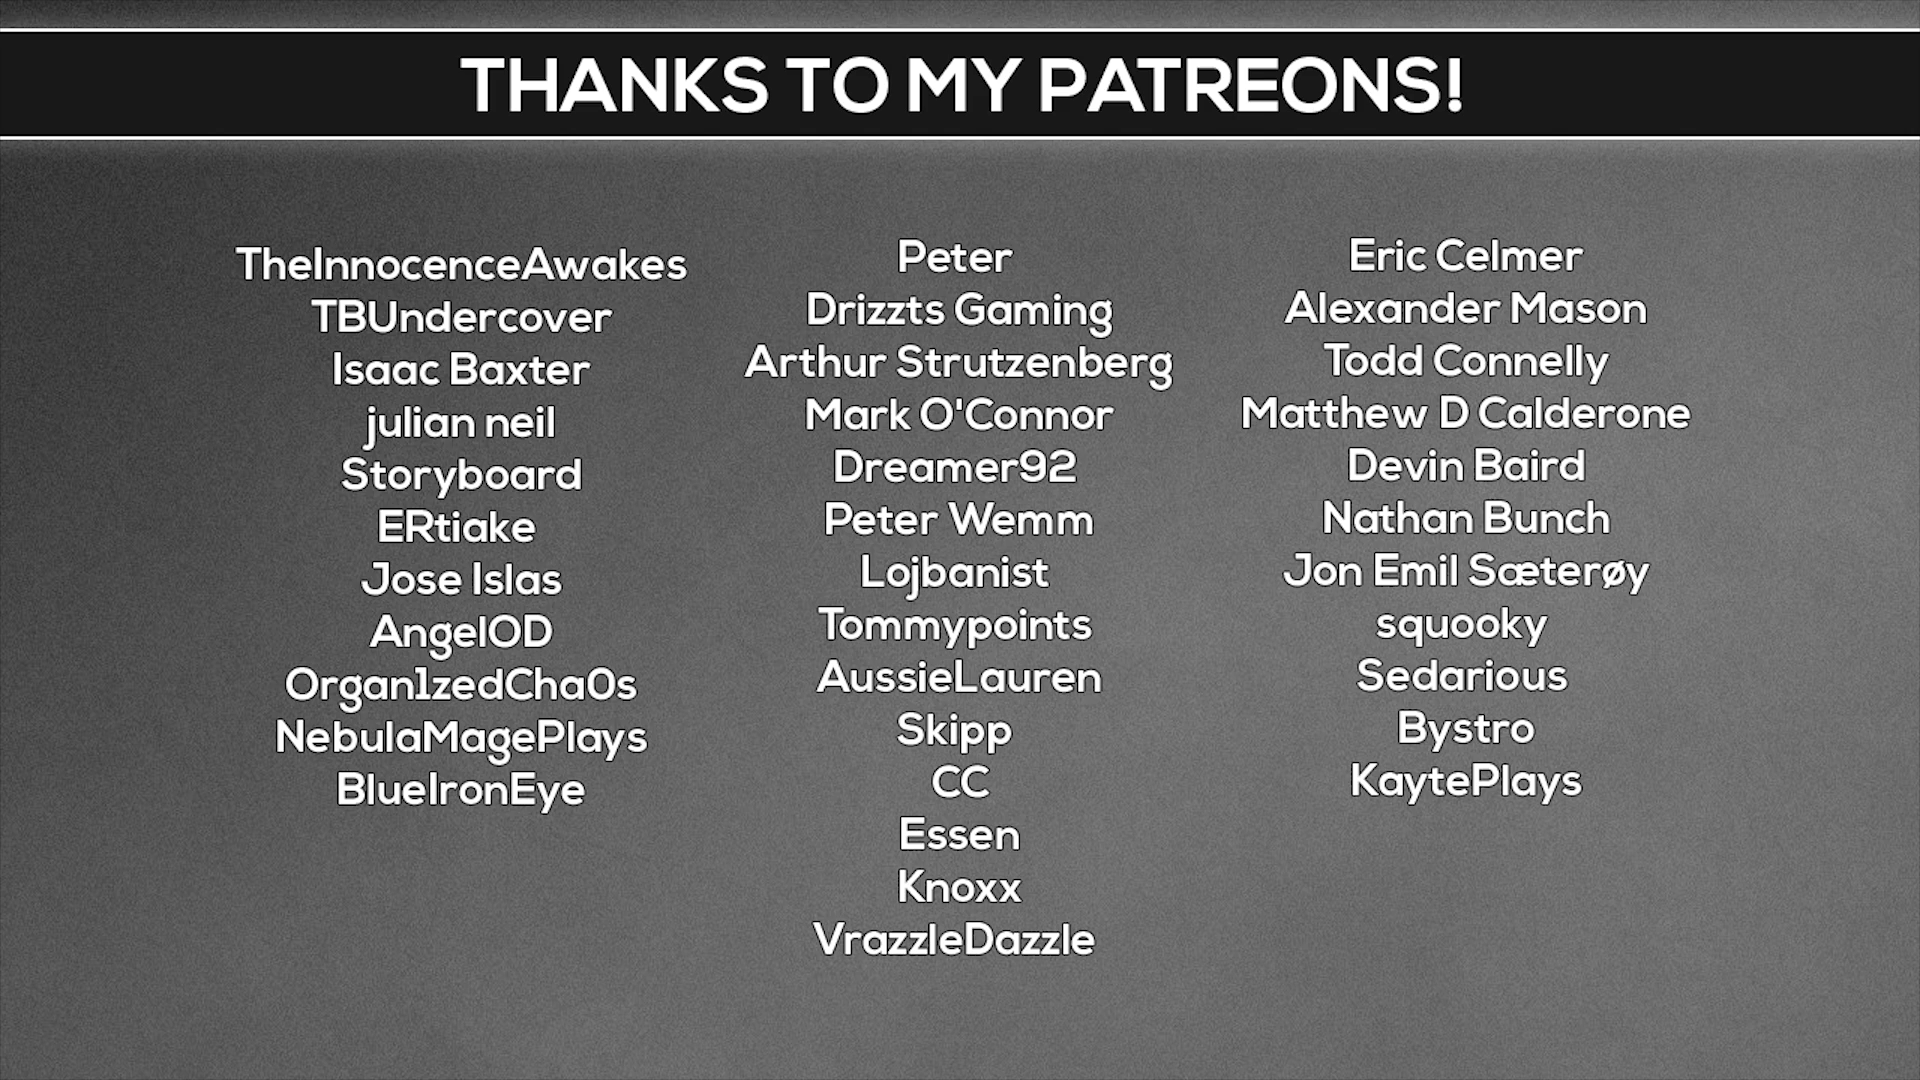 THANKS TO MY PATREONS!
TheInnocenceAwakes
TBUndercover
Isaac Baxter
julian neil
Storyboard
ERtiake
Jose Islas
AngelOD
Organ1zedCha0s
NebulaMagePlays
BlueIronEye
Peter
Drizzts Gaming
Arthur Strutzenberg
Mark O'Connor
Dreamer92
Peter Wemm
Lojbanist
Tommypoints
AussieLauren
Skipp
CC
Essen
Knoxx
VrazzleDazzle
Eric Celmer
Alexander Mason
Todd Connelly
Matthew D Calderone
Devin Baird
Nathan Bunch
Jon Emil Sæterøy
squooky
Sedarious
Bystro
KaytePlays